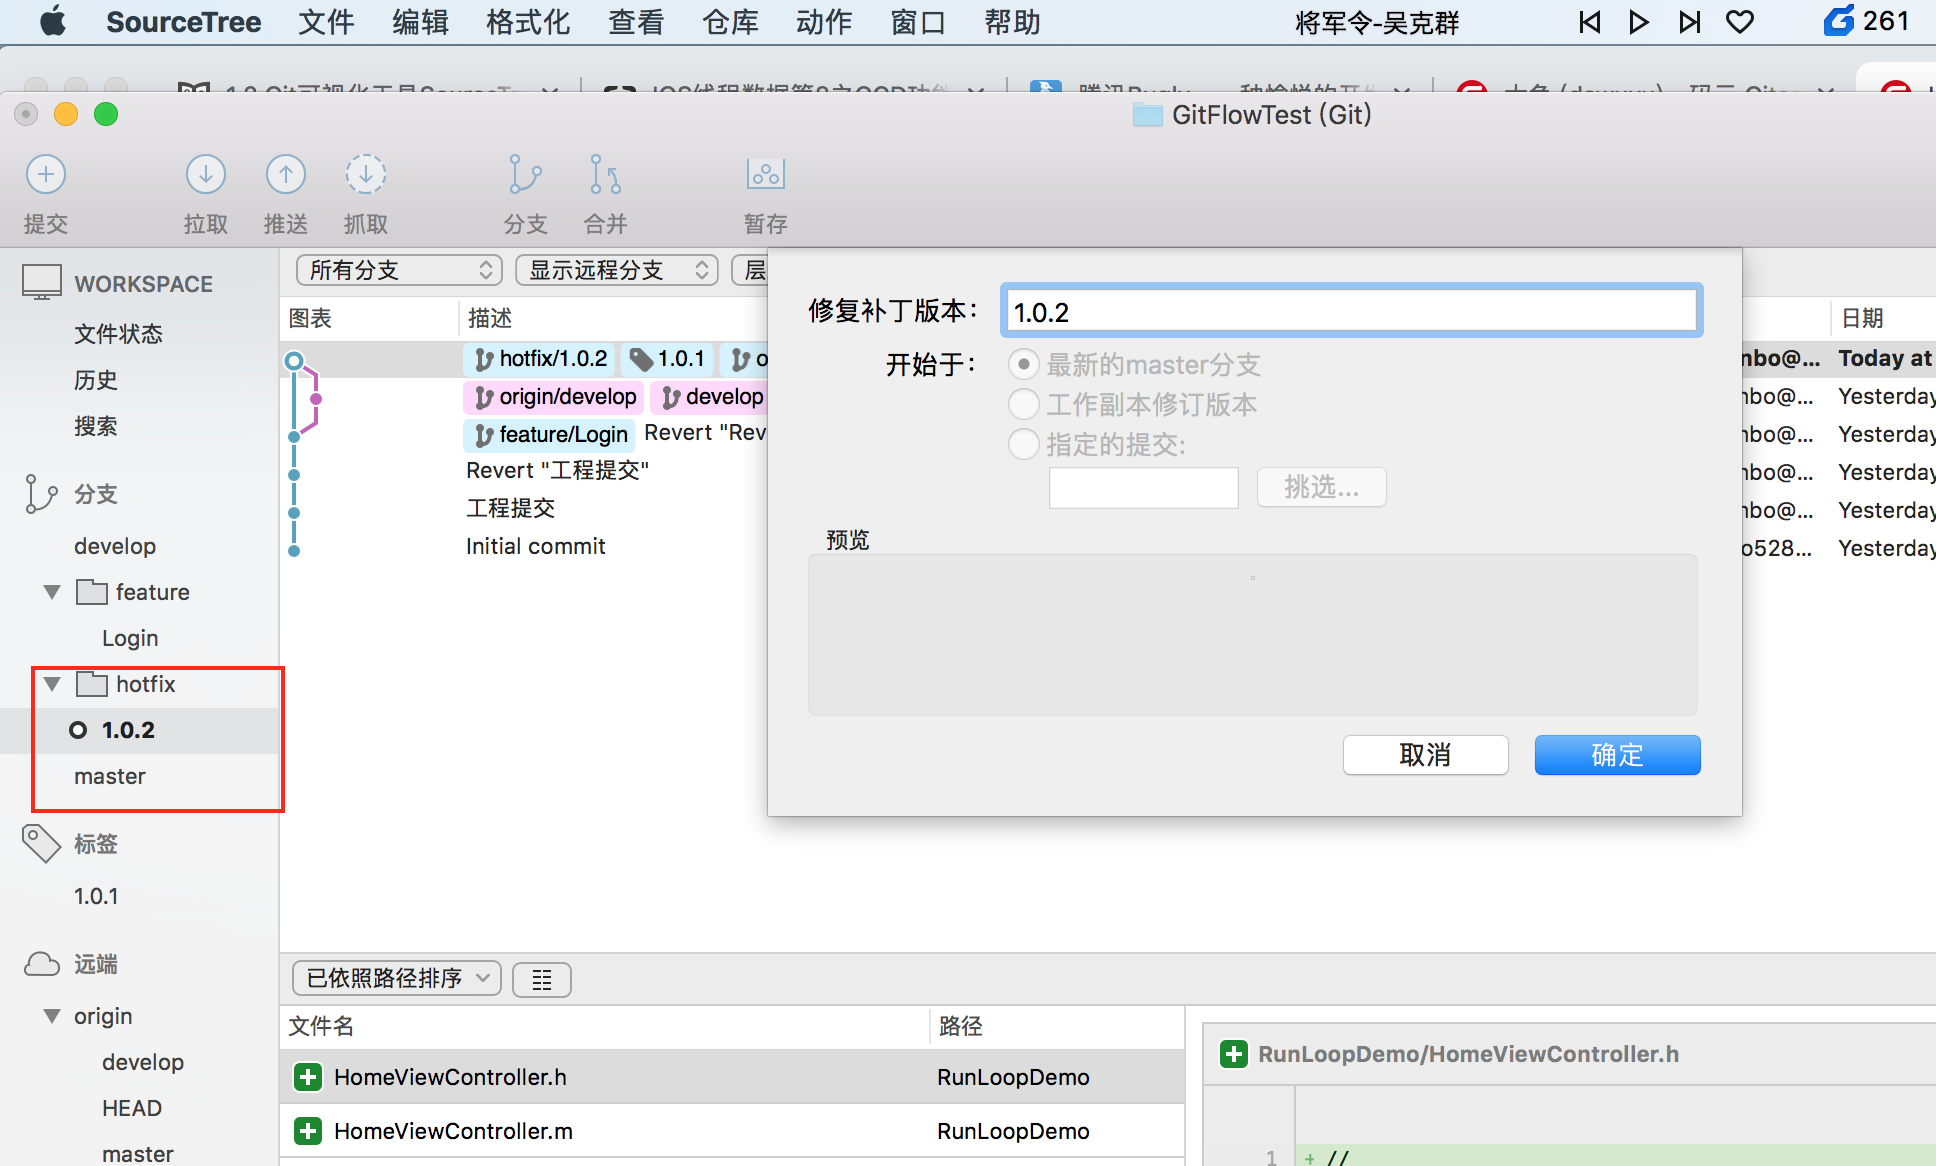 SourceTree 文件 编辑 格式化 查看 仓库 动作 窗口 帮助 将军令-吴克群 261
GitFlowTest (Git)
提交 拉取 推送 抓取 分支 合并 暂存
WORKSPACE
文件状态
历史
搜索
分支
develop
feature
Login
hotfix
1.0.2
master
标签
1.0.1
远端
origin
develop
HEAD
master
所有分支 显示远程分支 层
图表 描述 日期
hotfix/1.0.2 1.0.1 o nbo@... Today at
origin/develop develop nbo@... Yesterday
feature/Login Revert "Rev nbo@... Yesterday
Revert "工程提交" nbo@... Yesterday
工程提交 nbo@... Yesterday
Initial commit o528... Yesterday
修复补丁版本: 1.0.2
开始于: 最新的master分支
工作副本修订版本
指定的提交:
挑选...
预览
取消 确定
已依照路径排序
文件名 路径
HomeViewController.h RunLoopDemo
HomeViewController.m RunLoopDemo
RunLoopDemo/HomeViewController.h
1 + //